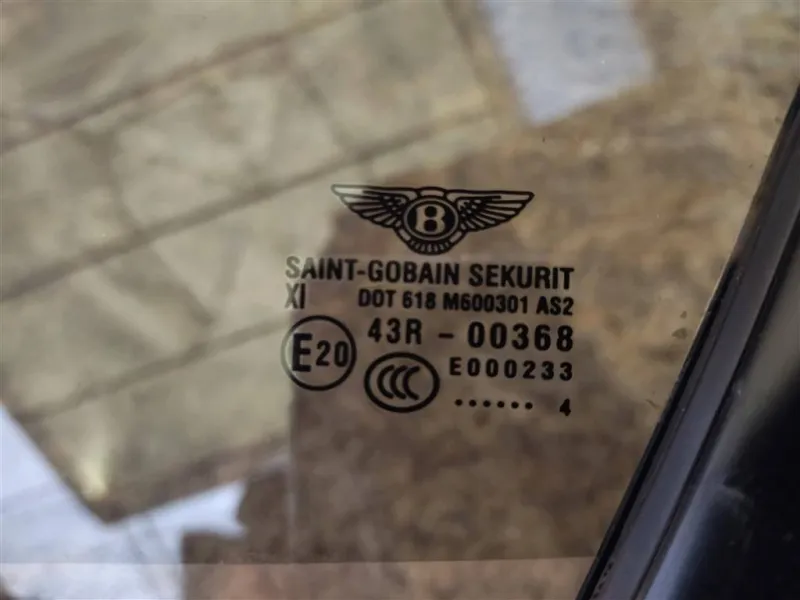 B
SAINT-GOBAIN SEKURIT
XI DOT 618 M600301 AS2
E20 43R - 00368
CCC E000233
...... 4